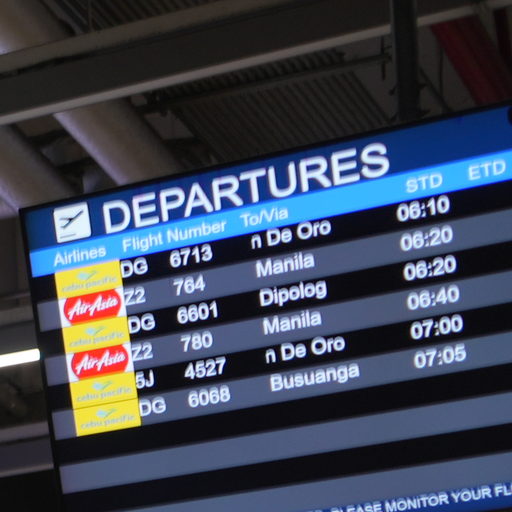 DEPARTURES
Airlines Flight Number To/Via STD ETD
cebu pacific DG 6713 n De Oro 06:10
AirAsia Z2 764 Manila 06:20
cebu pacific DG 6601 Dipolog 06:20
AirAsia Z2 780 Manila 06:40
cebu pacific 5J 4527 n De Oro 07:00
cebu pacific DG 6068 Busuanga 07:05
PLEASE MONITOR YOUR FL